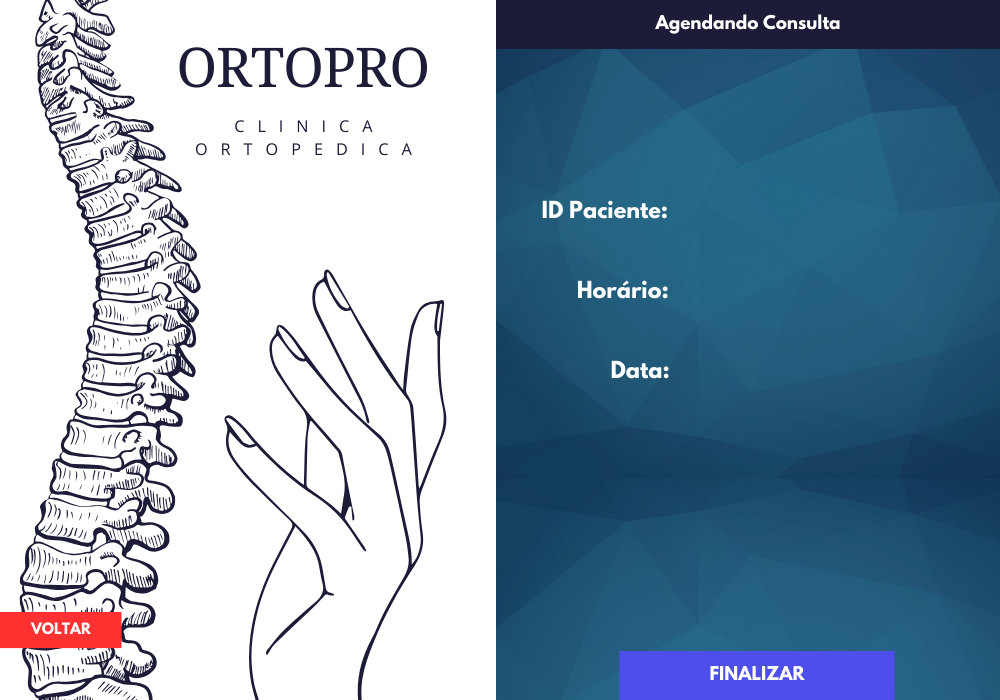 ORTOPRO
CLINICA
ORTOPEDICA
VOLTAR
Agendando Consulta
ID Paciente:
Horário:
Data:
FINALIZAR